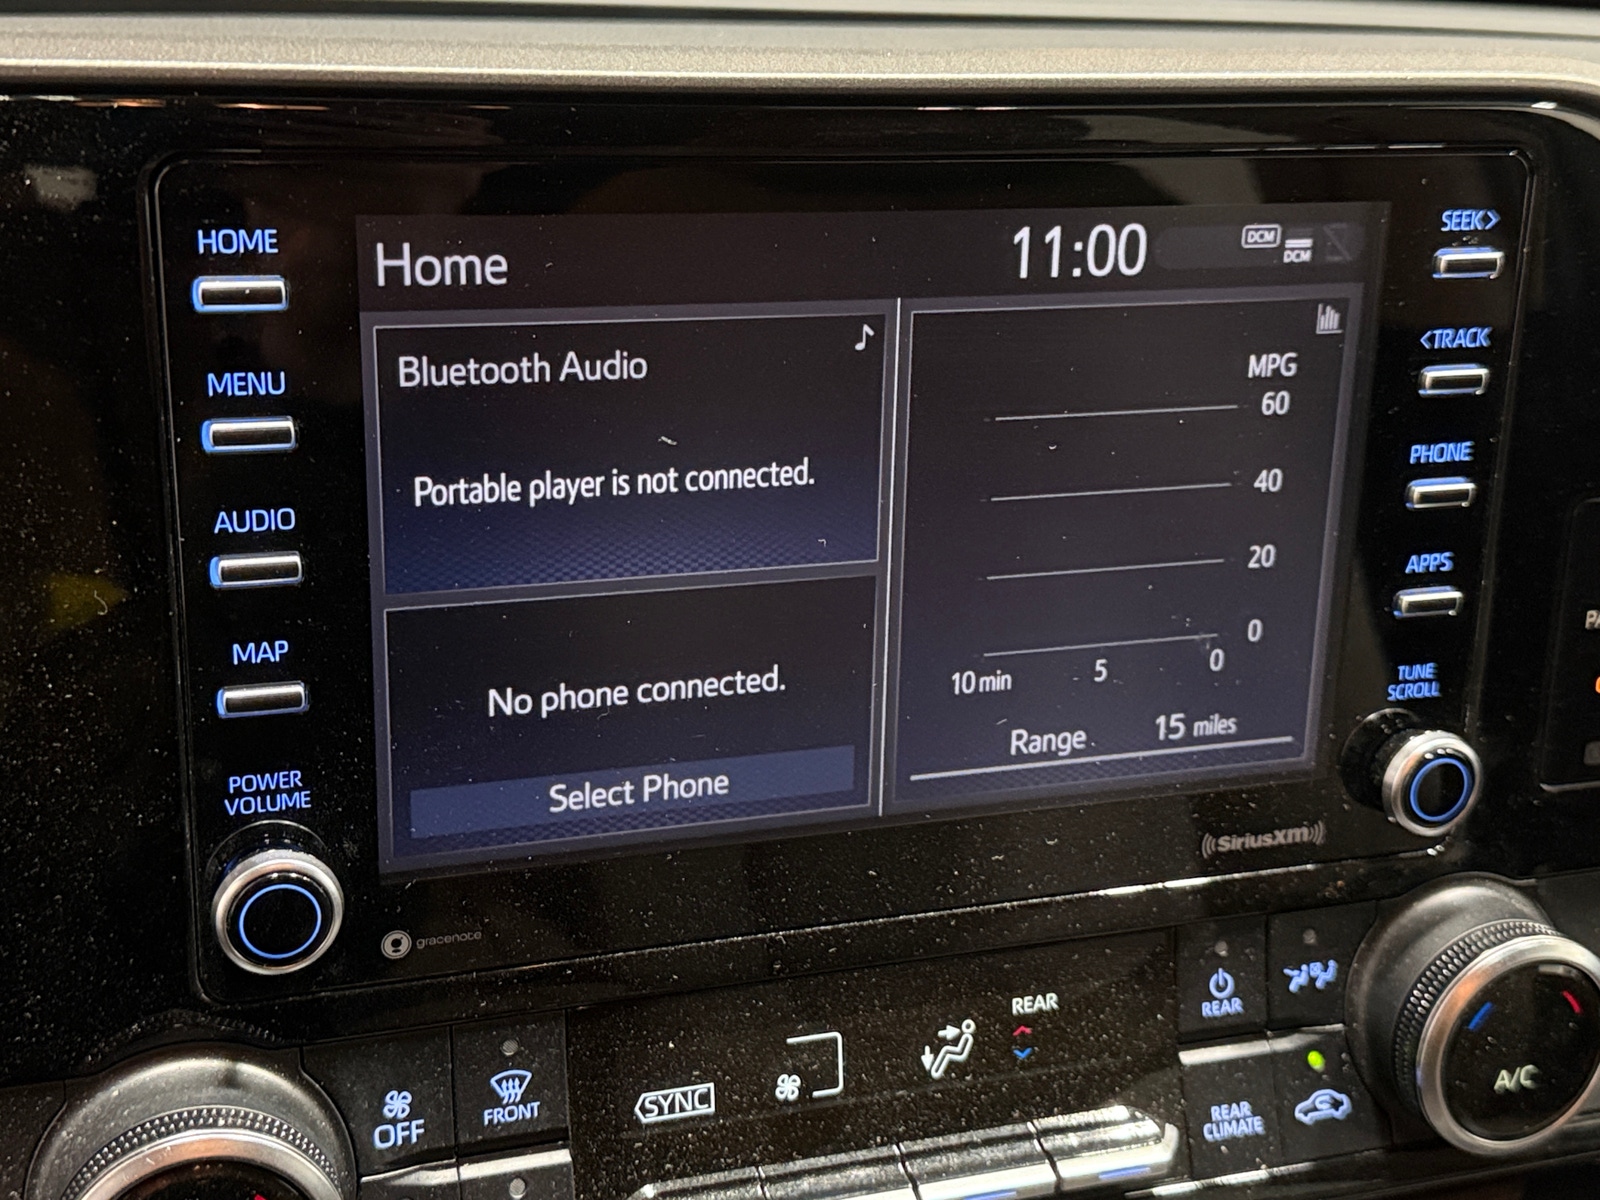 HOME
MENU
AUDIO
MAP
POWER
VOLUME
Home
11:00
DCM
DCM
Bluetooth Audio
Portable player is not connected.
No phone connected.
Select Phone
MPG
60
40
20
0
10 min 5 0
Range 15 miles
SEEK>
<TRACK
PHONE
APPS
TUNE
SCROLL
((SiriusXM))
gracenote
OFF
FRONT
SYNC
REAR
REAR
REAR
CLIMATE
A/C